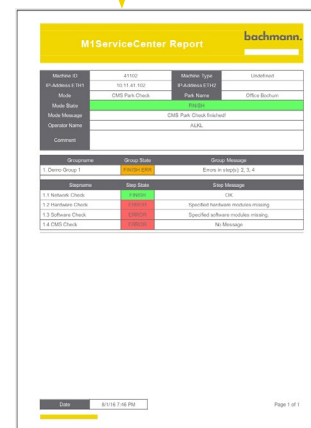 M1ServiceCenter Report
bachmann.
Machine ID 41102 Machine Type Undefined
IP-Address ETH1 10.11.41.102 IP-Address ETH2
Mode CMS Park Check Park Name Office Bochum
Mode State FINISH
Mode Message CMS Park Check finished!
Operator Name ALKL
Comment
Groupname Group State Group Message
1. Demo Group 1 FINISH ERR Errors in step(s): 2, 3, 4
Stepname Step State Step Message
1.1 Network Check FINISH OK
1.2 Hardware Check ERROR Specified hardware modules missing
1.3 Software Check ERROR Specified software modules missing.
1.4 CMS Check ERROR No Message
Date 8/1/16 7:46 PM Page 1 of 1